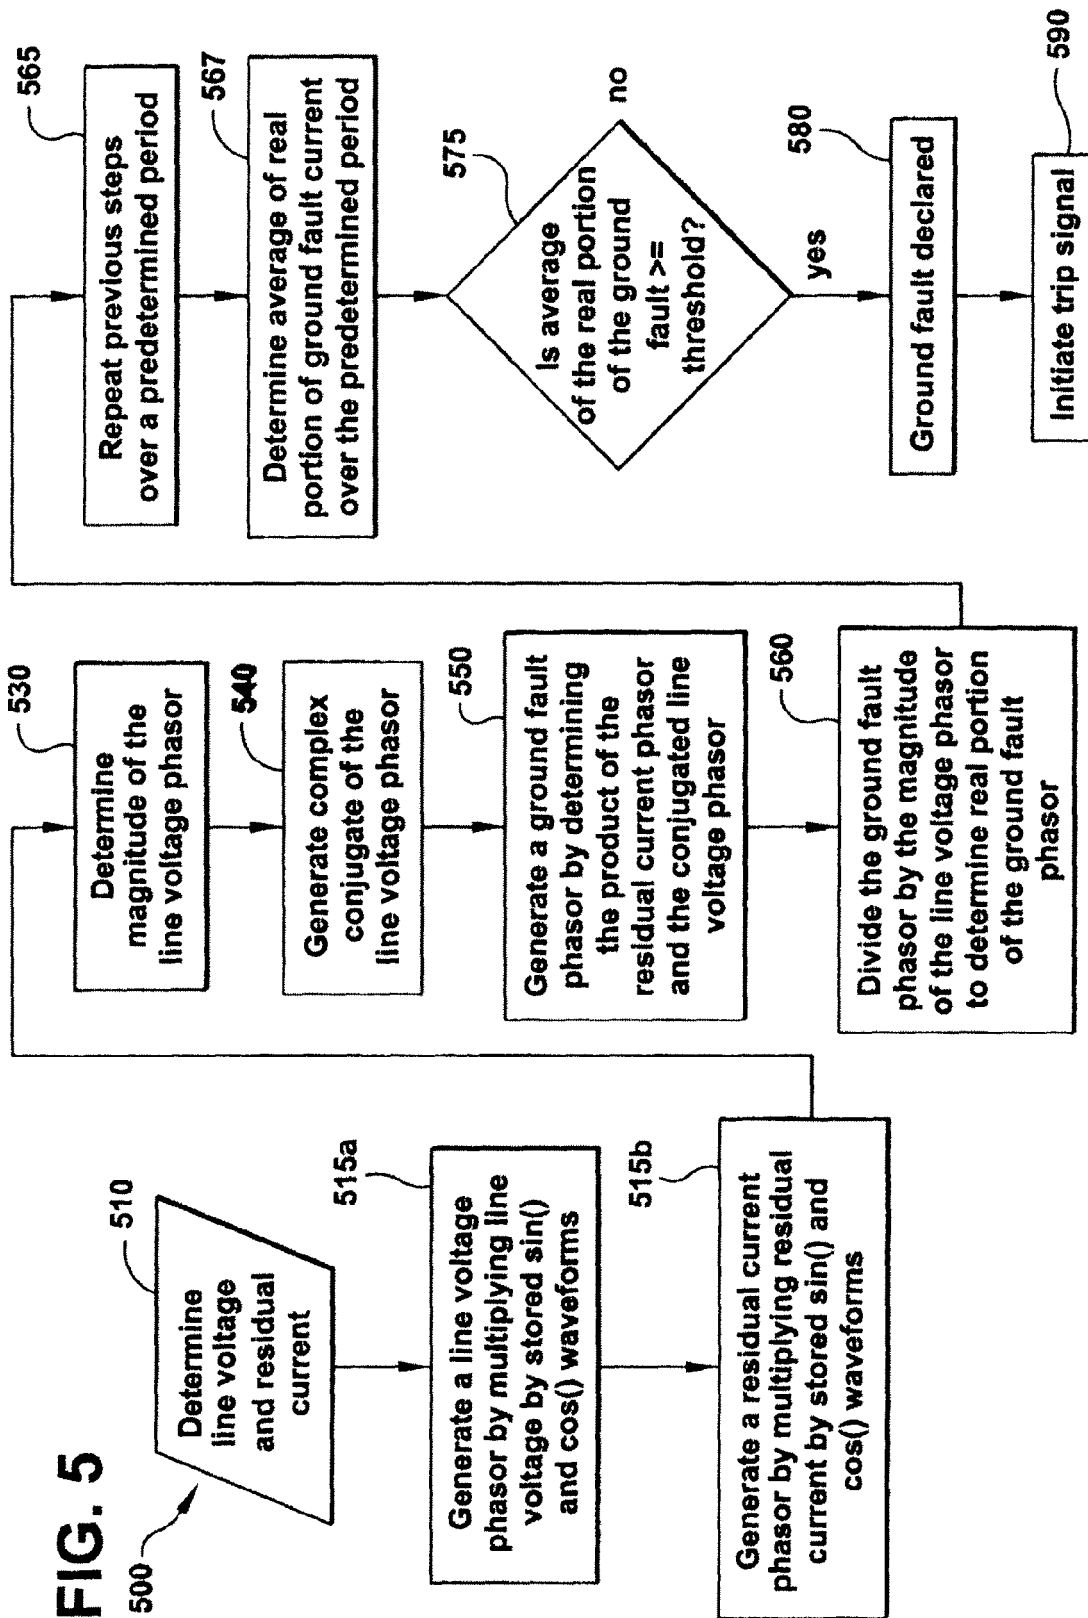 FIG. 5
500
510
Determine
line voltage
and residual
current
515a
Generate a line voltage
phasor by multiplying line
voltage by stored sin()
and cos() waveforms
515b
Generate a residual current
phasor by multiplying residual
current by stored sin() and
cos() waveforms
530
Determine
magnitude of the
line voltage phasor
540
Generate complex
conjugate of the
line voltage phasor
550
Generate a ground fault
phasor by determining
the product of the
residual current phasor
and the conjugated line
voltage phasor
560
Divide the ground fault
phasor by the magnitude
of the line voltage phasor
to determine real portion
of the ground fault
phasor
565
Repeat previous steps
over a predetermined period
567
Determine average of real
portion of ground fault current
over the predetermined period
575
Is average
of the real portion
of the ground
fault >=
threshold?
no
yes
580
Ground fault declared
590
Initiate trip signal